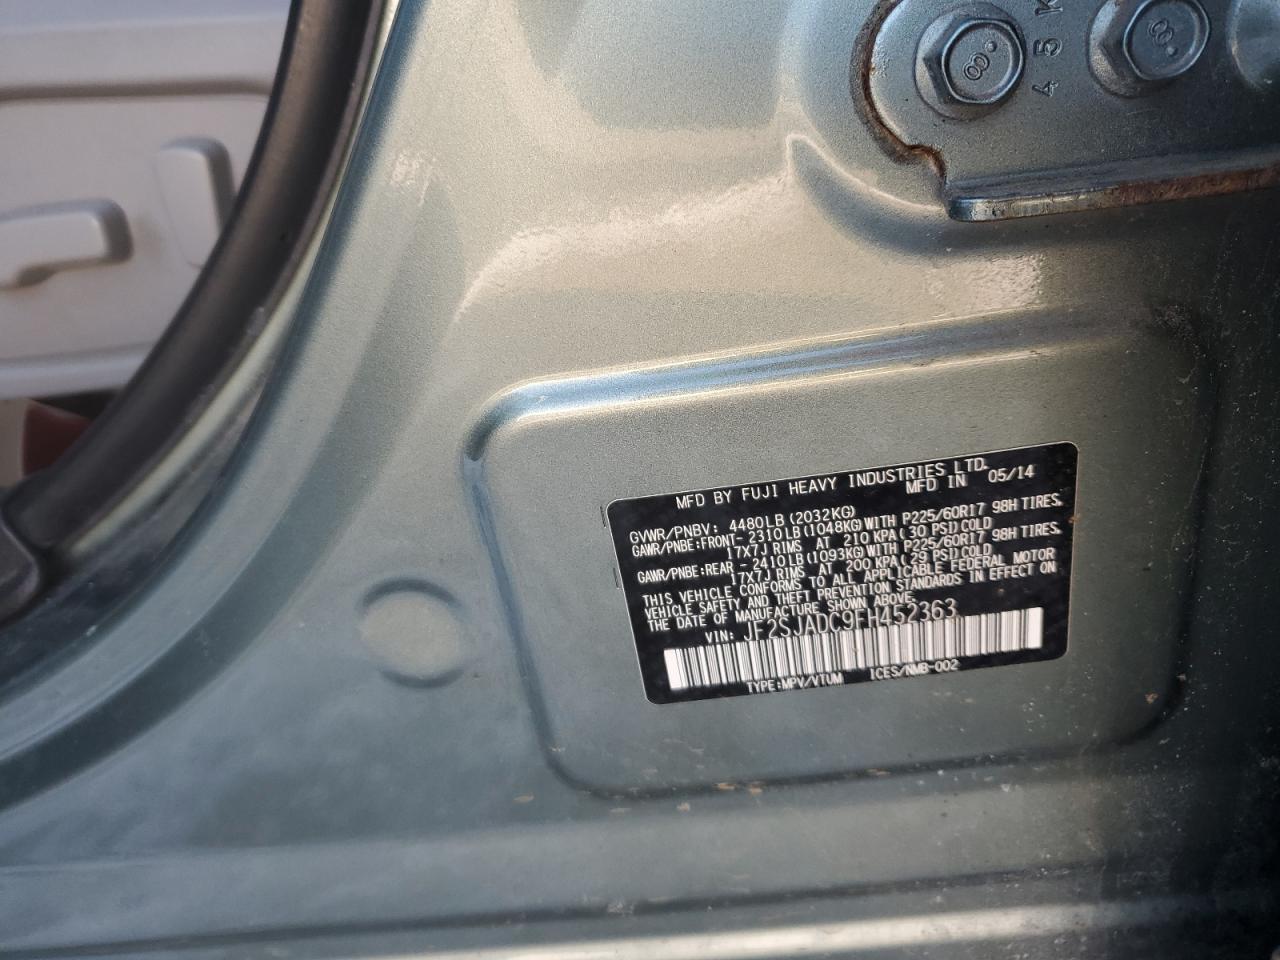 4 5 K
8
8
MFD BY FUJI HEAVY INDUSTRIES LTD.
MFD IN 05/14
GVWR/PNBV: 4480LB(2032KG)
GAWR/PNBE:FRONT-2310LB(1048KG)WITH P225/60R17 98H TIRES.
17X7J RIMS AT 210 KPA(30 PSI)COLD
GAWR/PNBE:REAR -2410LB(1093KG)WITH P225/60R17 98H TIRES.
17X7J RIMS AT 200 KPA(29 PSI)COLD
THIS VEHICLE CONFORMS TO ALL APPLICABLE FEDERAL MOTOR
VEHICLE SAFETY AND THEFT PREVENTION STANDARDS IN EFFECT ON
THE DATE OF MANUFACTURE SHOWN ABOVE.
VIN: JF2SJADC9FH452363
TYPE:MPV/VTUM ICES/NMB-002